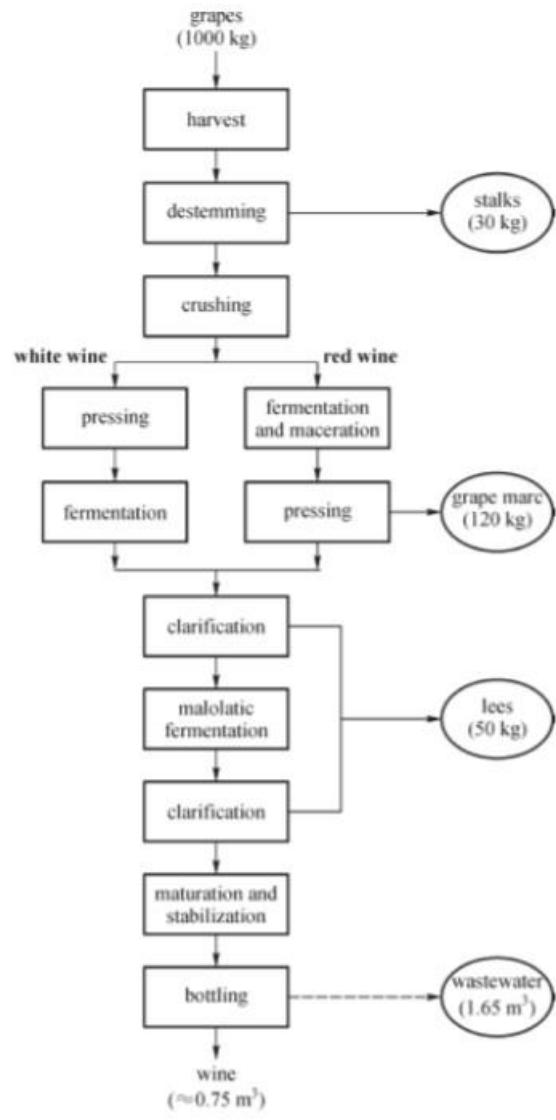 grapes
(1000 kg)
harvest
destemming
stalks
(30 kg)
crushing
white wine
red wine
pressing
fermentation
and maceration
fermentation
pressing
grape marc
(120 kg)
clarification
malolatic
fermentation
lees
(50 kg)
clarification
maturation and
stabilization
bottling
wastewater
(1.65 m³)
wine
(≈0.75 m³)